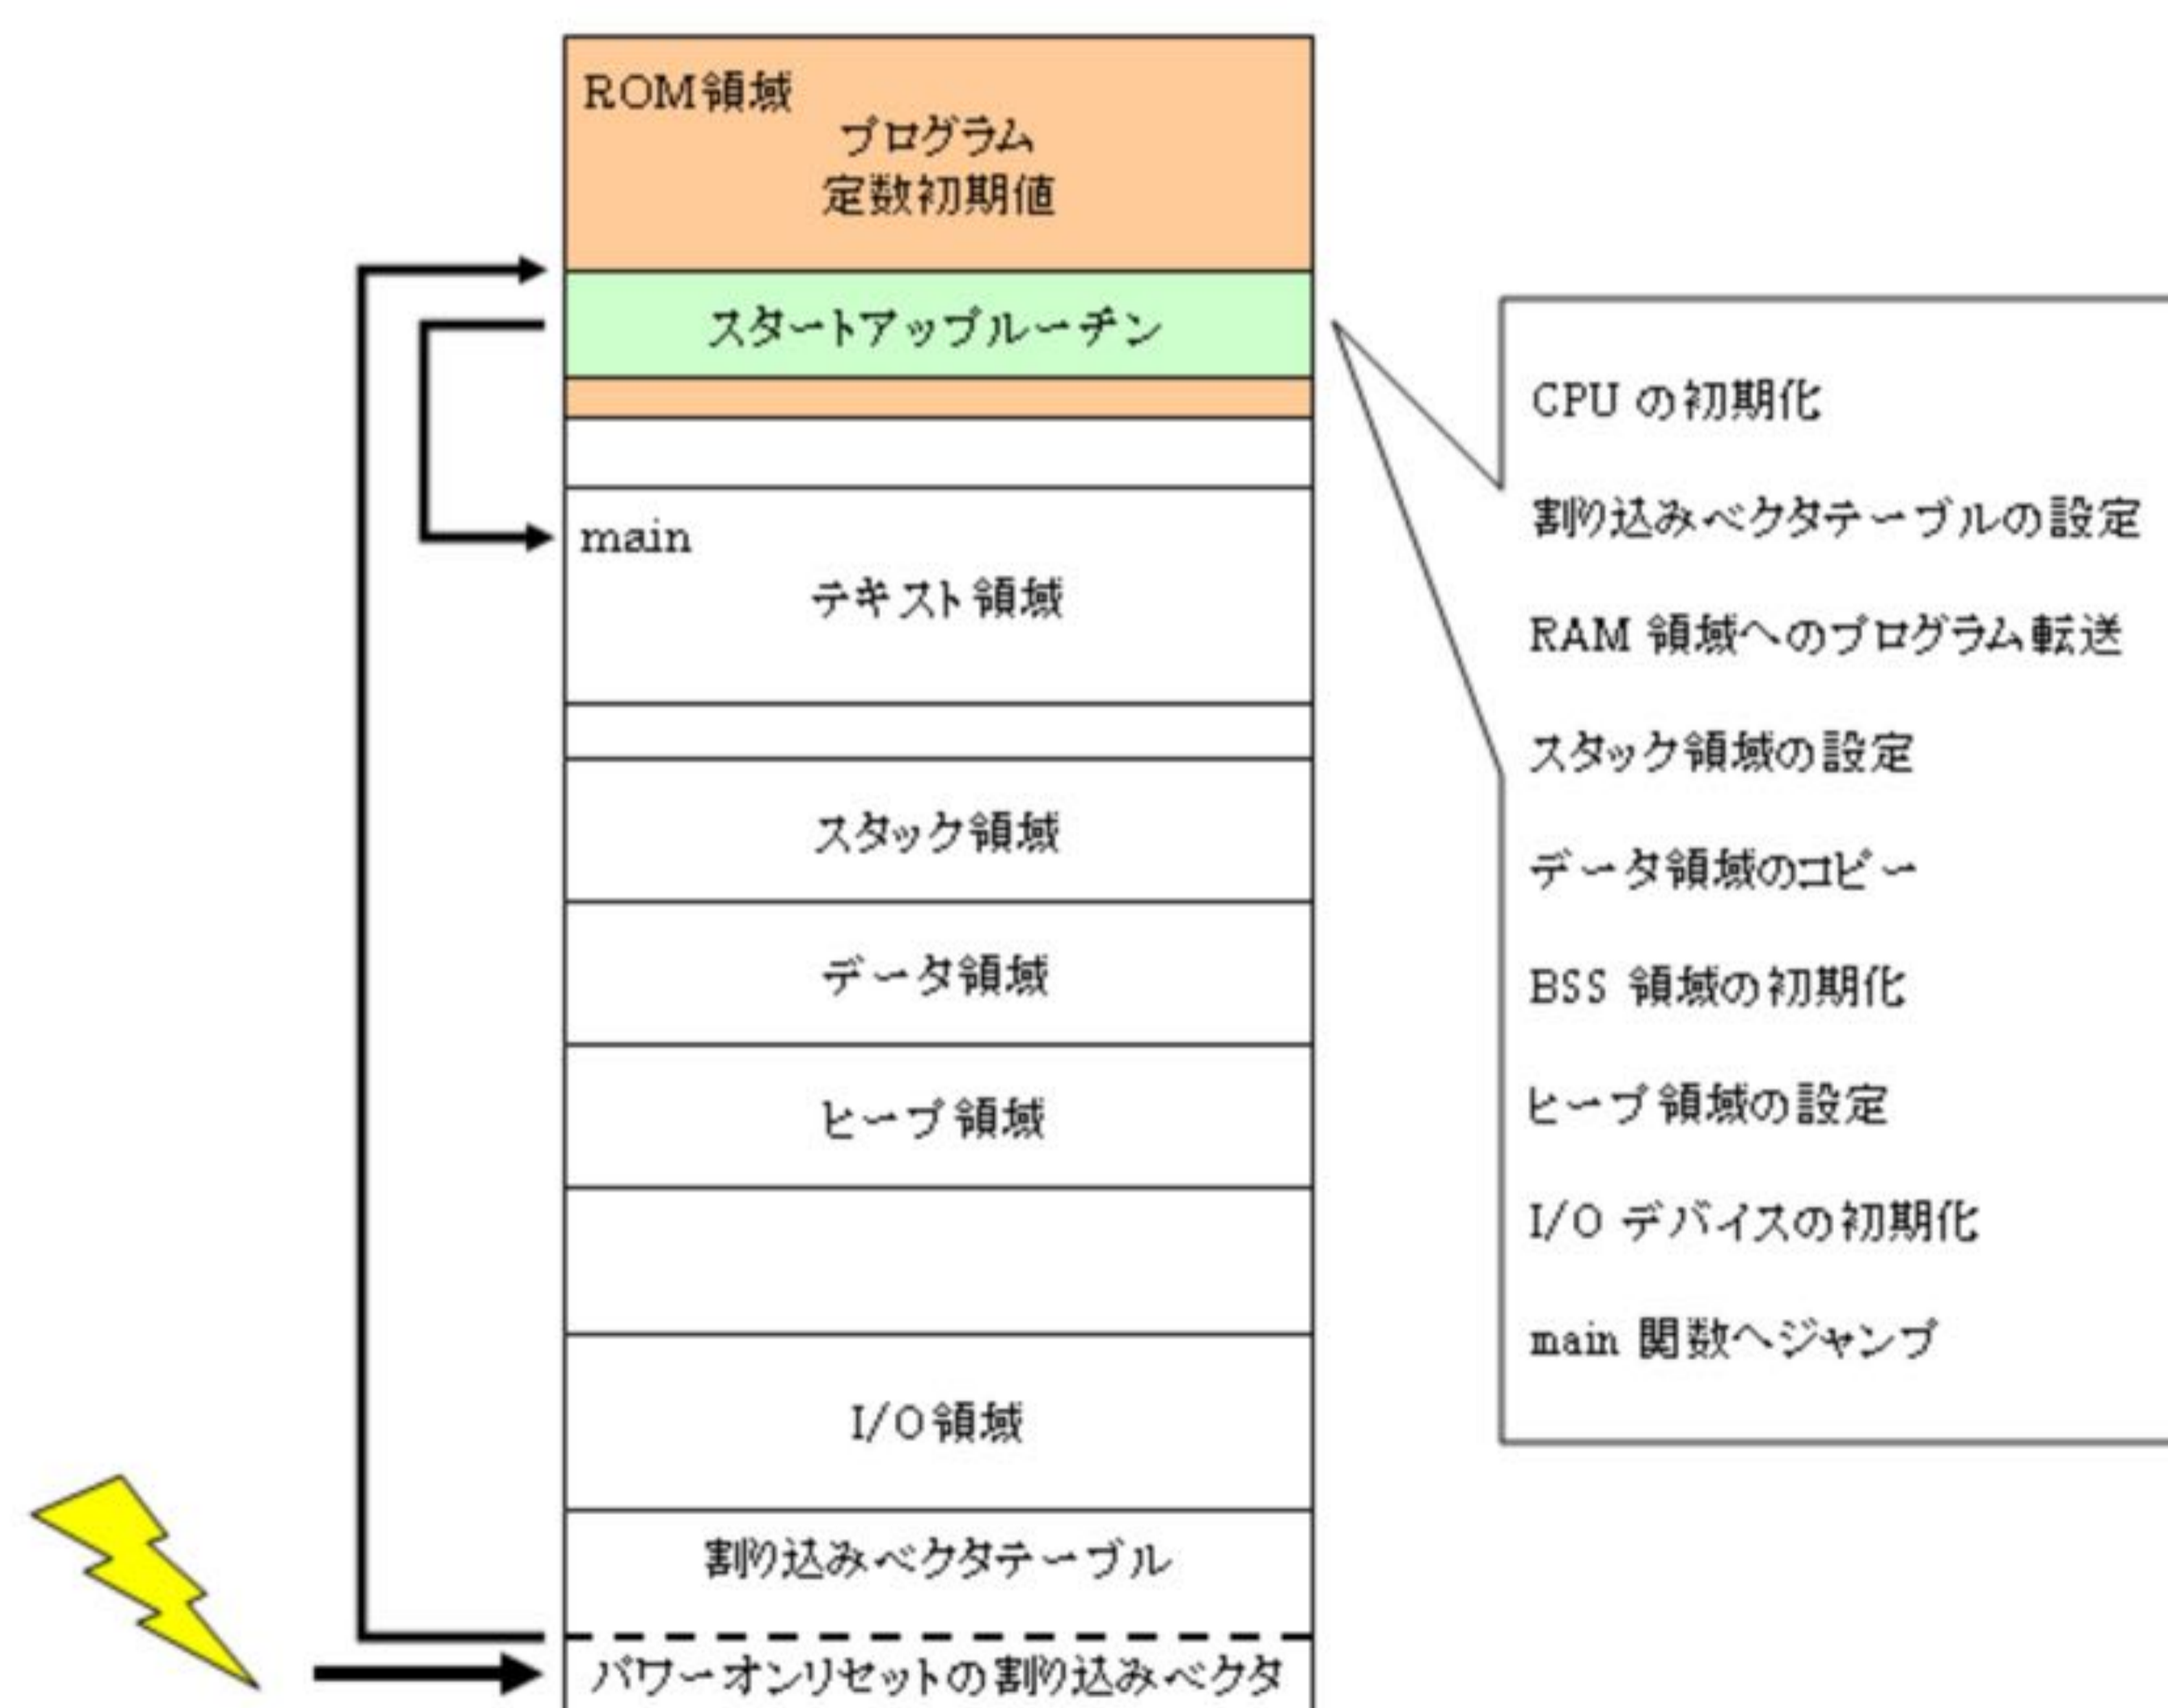 ROM領域
プログラム
定数初期値
スタートアップルーチン
main
テキスト領域
スタック領域
データ領域
ヒープ領域
I/O領域
割り込みベクタテーブル
パワーオンリセットの割り込みベクタ
CPU の初期化
割り込みベクタテーブルの設定
RAM 領域へのプログラム転送
スタック領域の設定
データ領域のコピー
BSS 領域の初期化
ヒープ領域の設定
I/O デバイスの初期化
main 関数へジャンプ